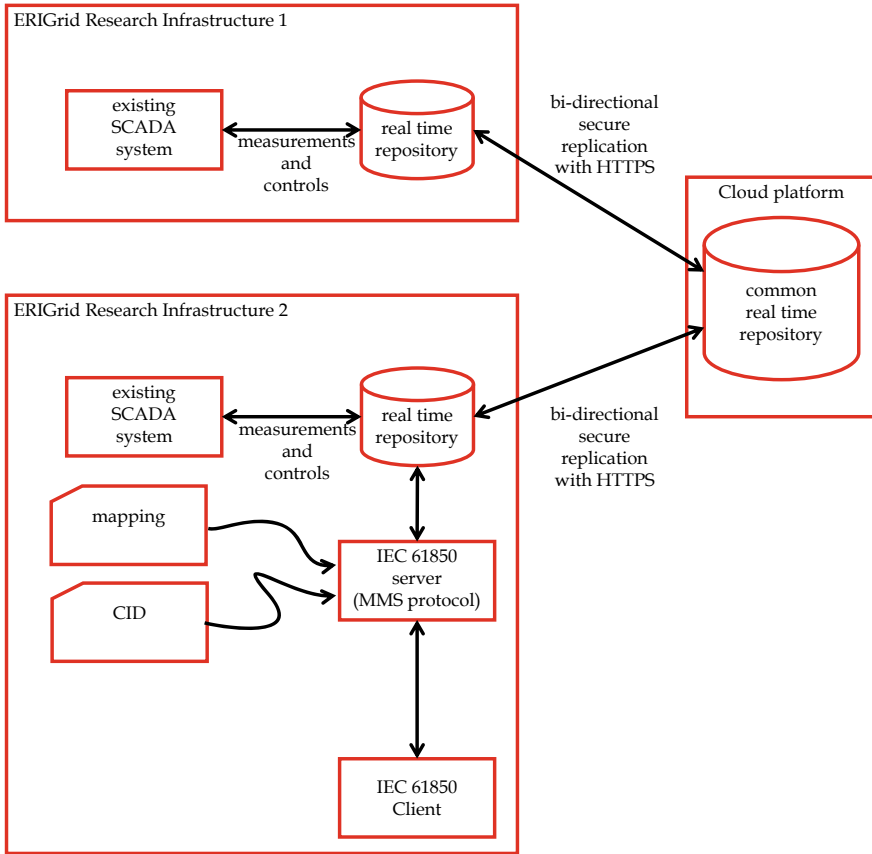 ERIGrid Research Infrastructure 1
existing
SCADA
system
measurements
and
controls
real time
repository
bi-directional
secure
replication
with HTTPS
Cloud platform
common
real time
repository
ERIGrid Research Infrastructure 2
existing
SCADA
system
measurements
and
controls
real time
repository
bi-directional
secure
replication
with HTTPS
mapping
CID
IEC 61850
server
(MMS protocol)
IEC 61850
Client